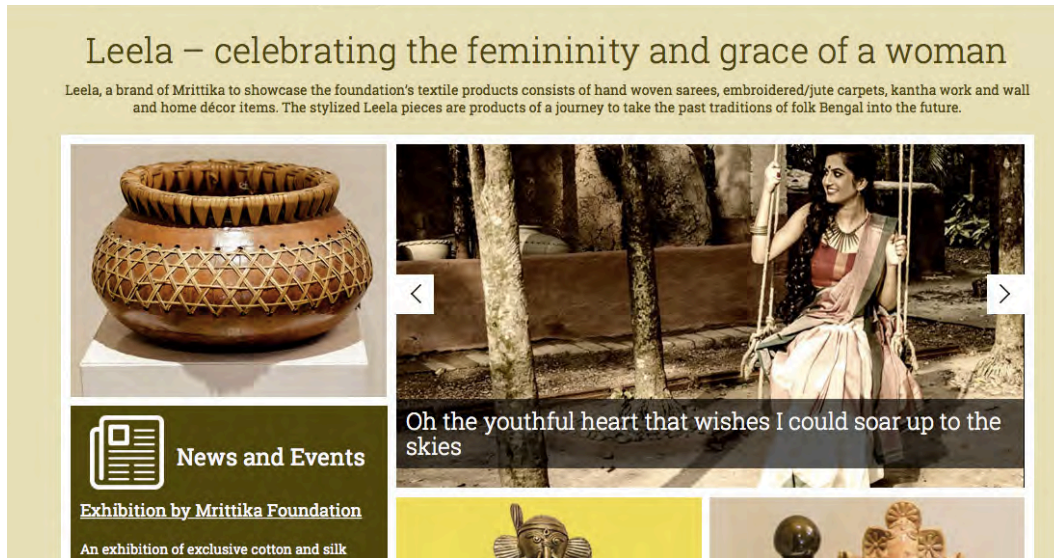 Leela – celebrating the femininity and grace of a woman
Leela, a brand of Mrittika to showcase the foundation's textile products consists of hand woven sarees, embroidered/jute carpets, kantha work and wall
and home décor items. The stylized Leela pieces are products of a journey to take the past traditions of folk Bengal into the future.
Oh the youthful heart that wishes I could soar up to the
skies
News and Events
Exhibition by Mrittika Foundation
An exhibition of exclusive cotton and silk